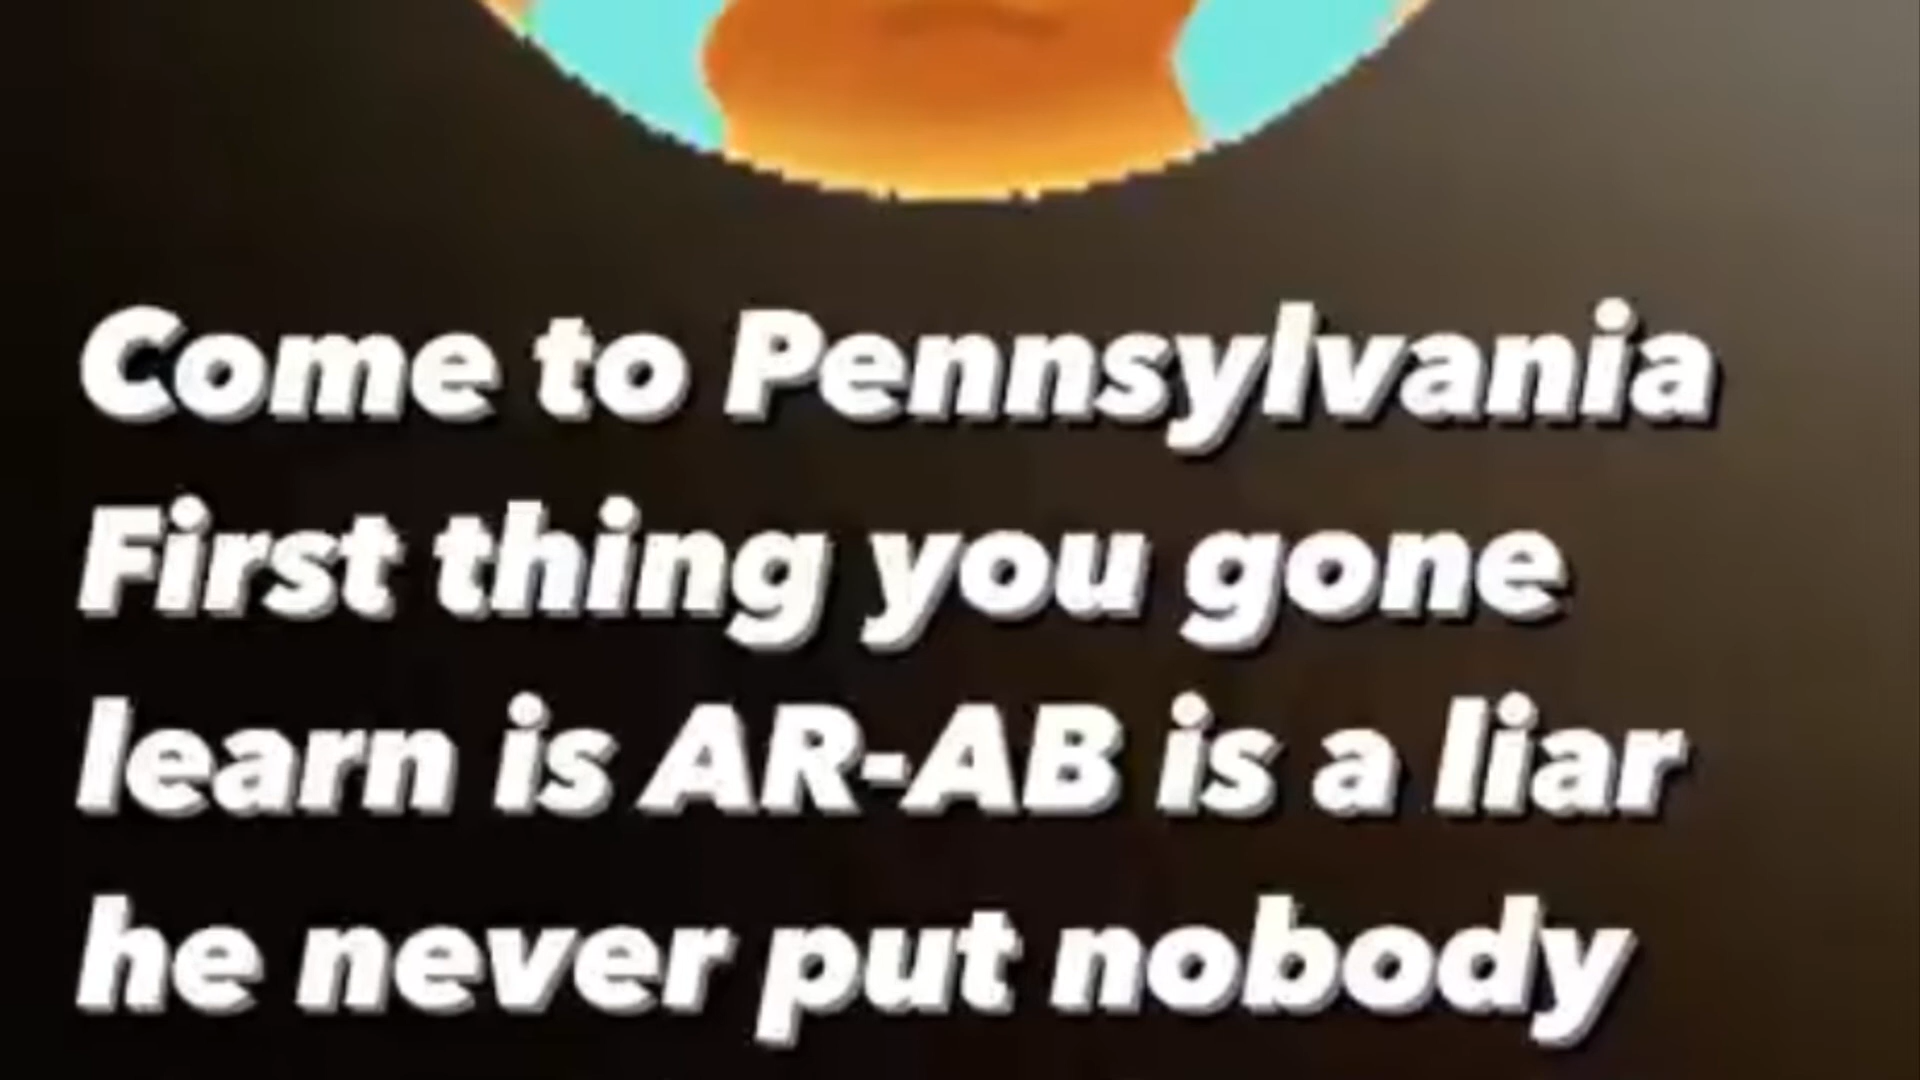 Come to Pennsylvania
First thing you gone
learn is AR-AB is a liar
he never put nobody